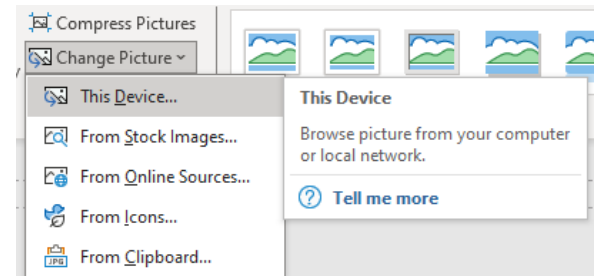 Compress Pictures
Change Picture
This Device...
From Stock Images...
From Online Sources...
From Icons...
From Clipboard...
JPG
This Device
Browse picture from your computer
or local network.
? Tell me more